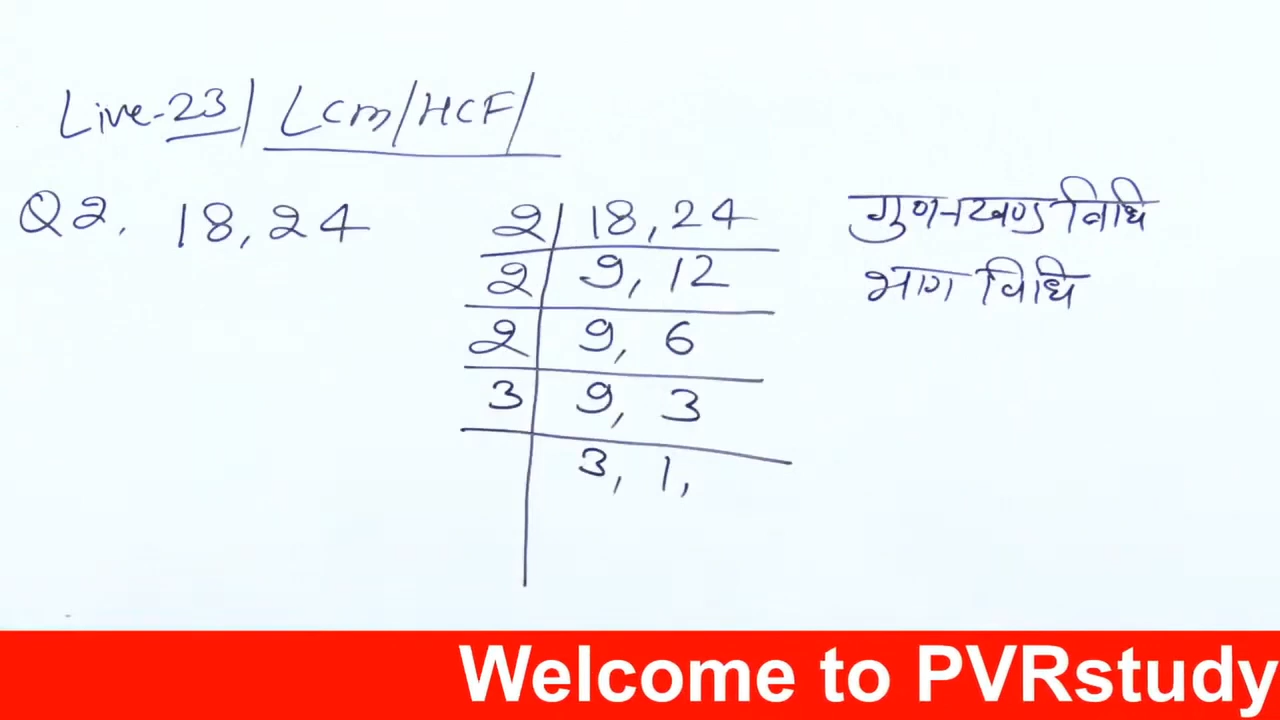 Live-23/ LCM/HCF/
Q2. 18, 24
2 18, 24
2 9, 12
2 9, 6
3 9, 3
3, 1,
गुणनखण्ड विधि
भाग विधि
Welcome to PVRstudy